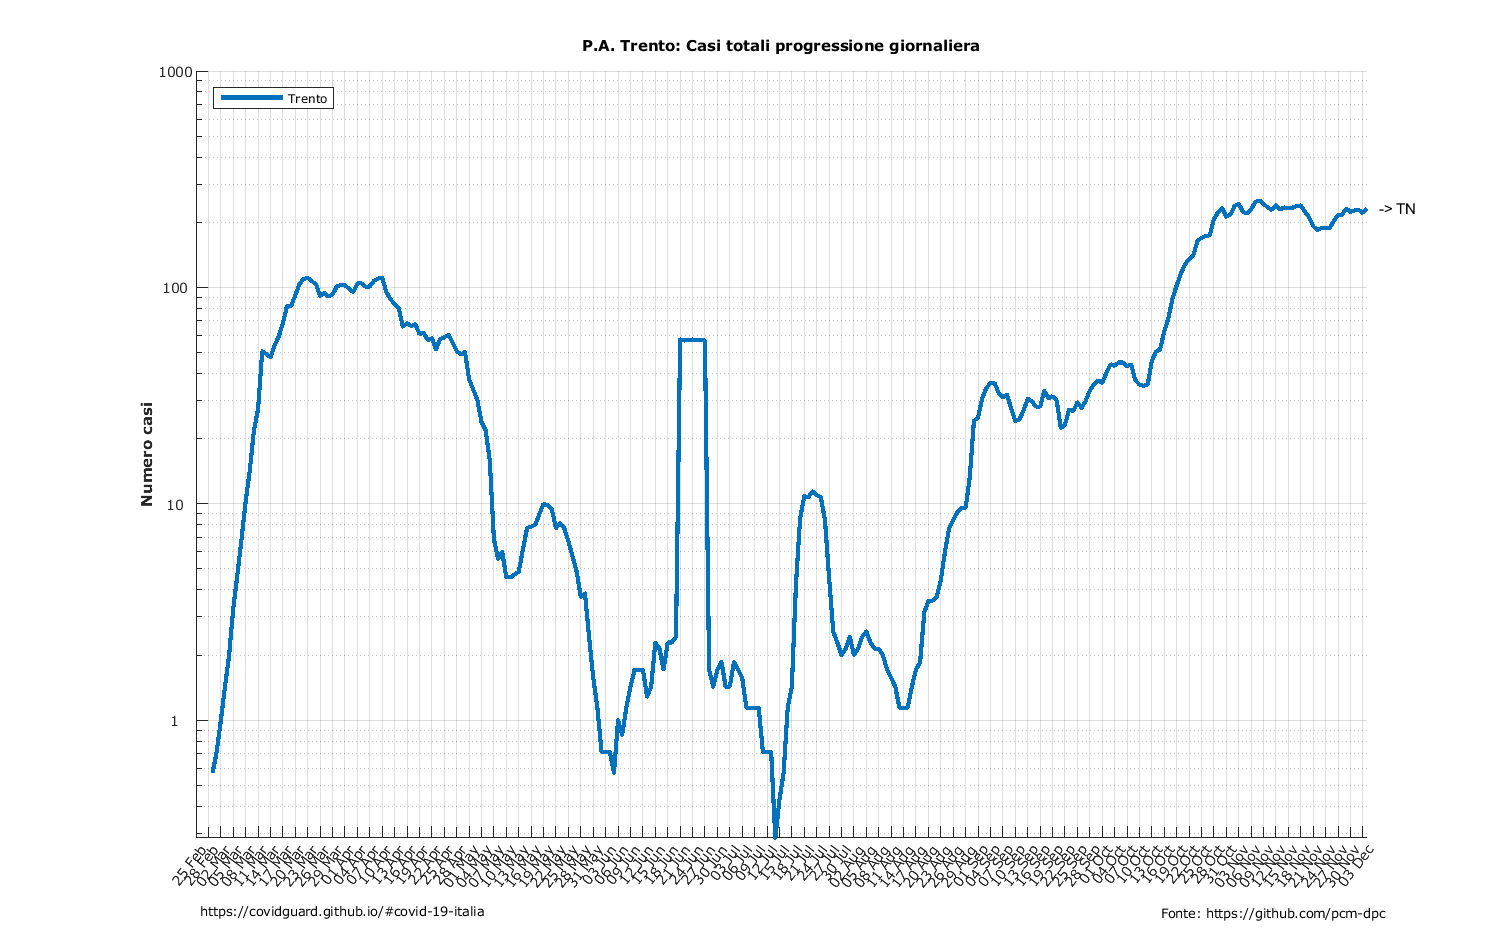 P.A. Trento: Casi totali progressione giornaliera
1000
100
10
1
Numero casi
Trento
-> TN
25 Feb
28 Feb
02 Mar
05 Mar
08 Mar
11 Mar
14 Mar
17 Mar
20 Mar
23 Mar
26 Mar
29 Mar
01 Apr
04 Apr
07 Apr
10 Apr
13 Apr
16 Apr
19 Apr
22 Apr
25 Apr
28 Apr
01 May
04 May
07 May
10 May
13 May
16 May
19 May
22 May
25 May
28 May
31 May
03 Jun
06 Jun
09 Jun
12 Jun
15 Jun
18 Jun
21 Jun
24 Jun
27 Jun
30 Jun
03 Jul
06 Jul
09 Jul
12 Jul
15 Jul
18 Jul
21 Jul
24 Jul
27 Jul
30 Jul
02 Aug
05 Aug
08 Aug
11 Aug
14 Aug
17 Aug
20 Aug
23 Aug
26 Aug
29 Aug
01 Sep
04 Sep
07 Sep
10 Sep
13 Sep
16 Sep
19 Sep
22 Sep
25 Sep
28 Sep
01 Oct
04 Oct
07 Oct
10 Oct
13 Oct
16 Oct
19 Oct
22 Oct
25 Oct
28 Oct
31 Oct
03 Nov
06 Nov
09 Nov
12 Nov
15 Nov
18 Nov
21 Nov
24 Nov
27 Nov
30 Nov
03 Dec
https://covidguard.github.io/#covid-19-italia
Fonte: https://github.com/pcm-dpc